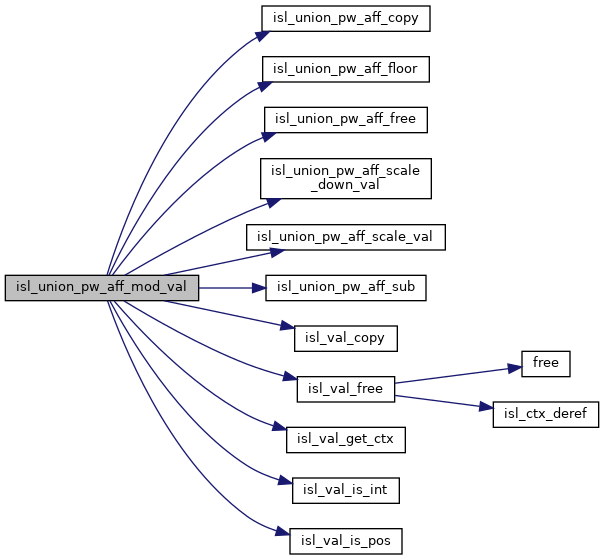 isl_union_pw_aff_copy
isl_union_pw_aff_floor
isl_union_pw_aff_free
isl_union_pw_aff_scale
_down_val
isl_union_pw_aff_scale_val
isl_union_pw_aff_mod_val
isl_union_pw_aff_sub
isl_val_copy
free
isl_val_free
isl_ctx_deref
isl_val_get_ctx
isl_val_is_int
isl_val_is_pos